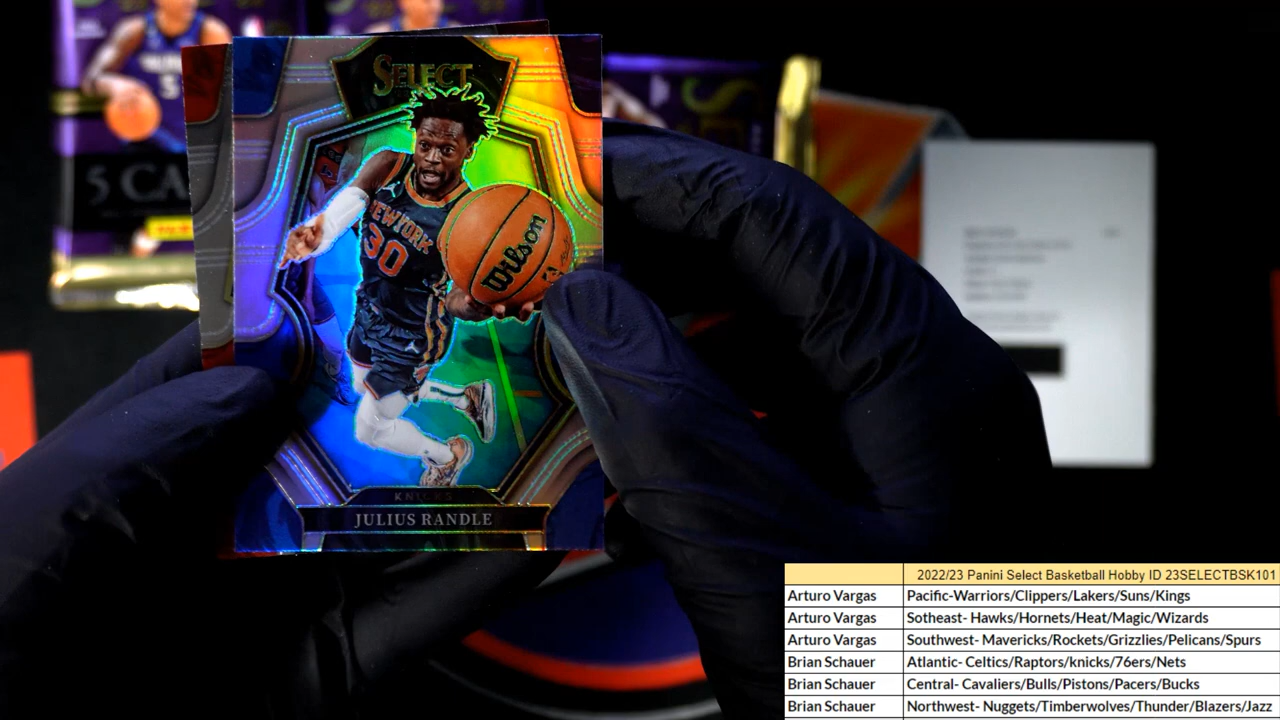 SELECT
5 CA
NEW YORK
30
Wilson
KNICKS
JULIUS RANDLE
2022/23 Panini Select Basketball Hobby ID 23SELECTBSK101
Arturo Vargas Pacific-Warriors/Clippers/Lakers/Suns/Kings
Arturo Vargas Sotheast- Hawks/Hornets/Heat/Magic/Wizards
Arturo Vargas Southwest- Mavericks/Rockets/Grizzlies/Pelicans/Spurs
Brian Schauer Atlantic- Celtics/Raptors/knicks/76ers/Nets
Brian Schauer Central- Cavaliers/Bulls/Pistons/Pacers/Bucks
Brian Schauer Northwest- Nuggets/Timberwolves/Thunder/Blazers/Jazz